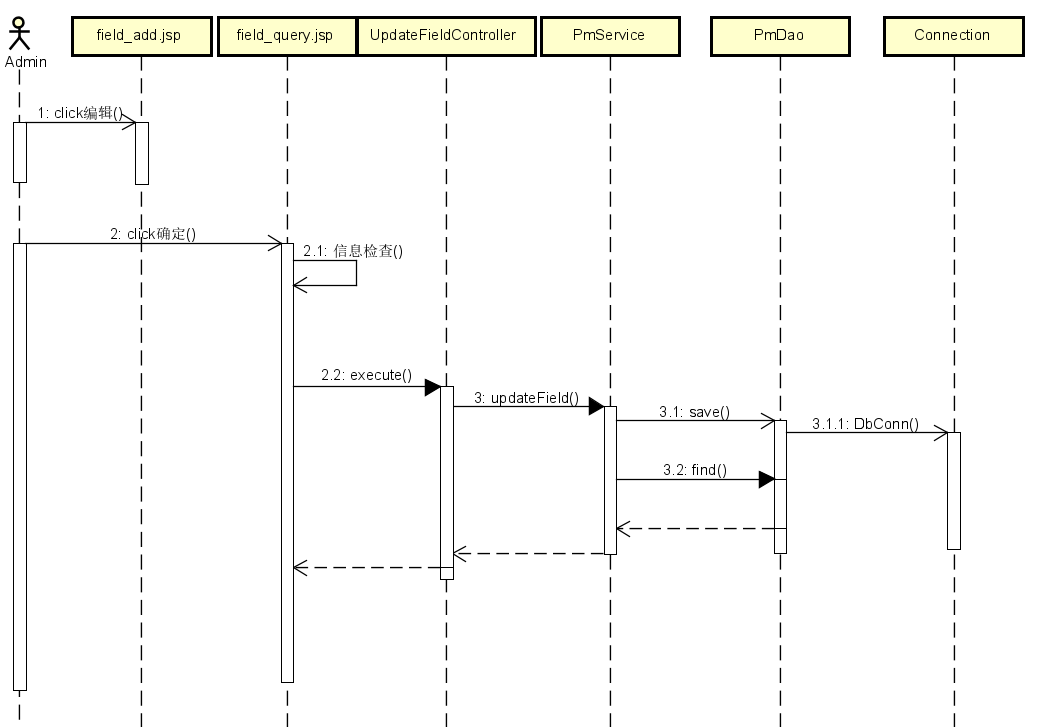 Admin
field_add.jsp
field_query.jsp
UpdateFieldController
PmService
PmDao
Connection
1: click编辑()
2: click确定()
2.1: 信息检查()
2.2: execute()
3: updateField()
3.1: save()
3.1.1: DbConn()
3.2: find()